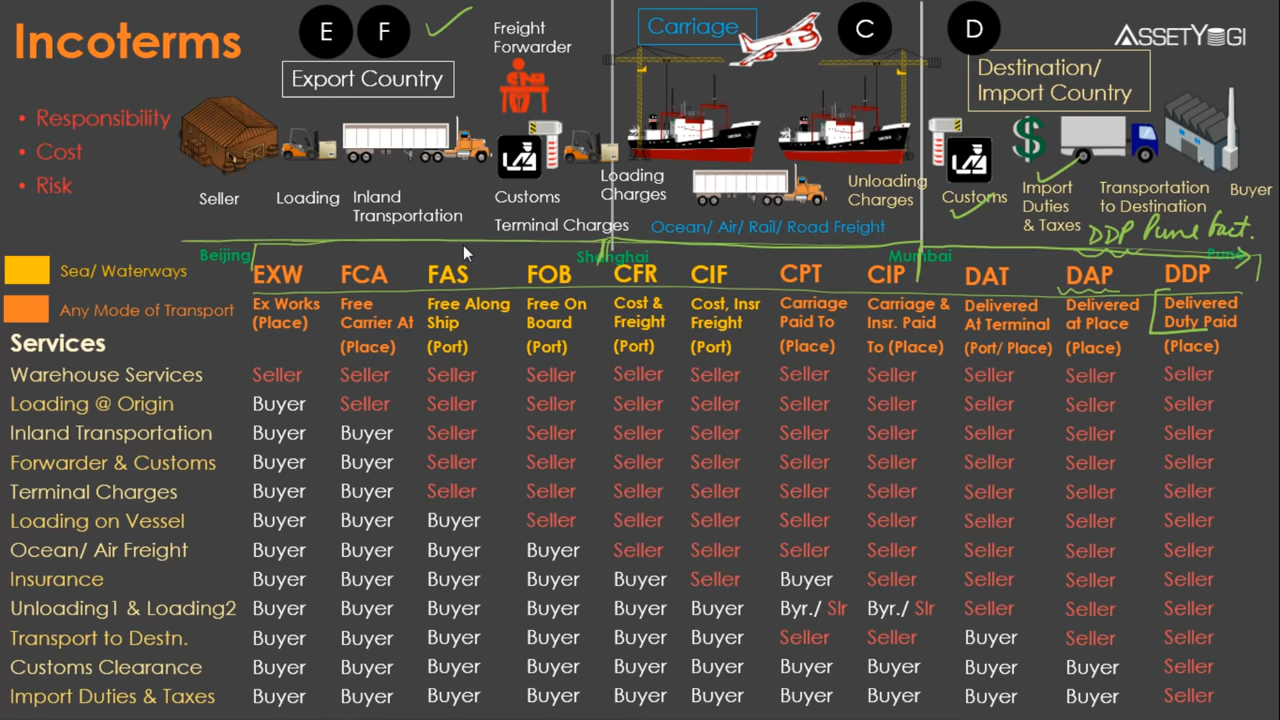 Incoterms
E F
Export Country
Freight
Forwarder
Carriage
C
D
ASSETYOGI
Destination/
Import Country
• Responsibility
• Cost
• Risk
$
Seller
Loading
Inland
Transportation
Customs
Terminal Charges
Loading
Charges
Ocean/ Air/ Rail/ Road Freight
Unloading
Charges
Customs
Import
Duties
& Taxes
Transportation
to Destination
Buyer
DDP Pune Fact.
Beijing
Shanghai
Mumbai
Pune
Sea/ Waterways
Any Mode of Transport
EXW FCA FAS FOB CFR CIF CPT CIP DAT DAP DDP
Ex Works Free Free Along Free On Cost & Cost, Insr Carriage Carriage & Delivered Delivered Delivered
(Place) Carrier At Ship Board Freight Freight Paid To Insr. Paid At Terminal at Place Duty Paid
(Place) (Port) (Port) (Port) (Port) (Place) To (Place) (Port/ Place) (Place) (Place)
Services
Warehouse Services Seller Seller Seller Seller Seller Seller Seller Seller Seller Seller Seller
Loading @ Origin Buyer Seller Seller Seller Seller Seller Seller Seller Seller Seller Seller
Inland Transportation Buyer Buyer Seller Seller Seller Seller Seller Seller Seller Seller Seller
Forwarder & Customs Buyer Buyer Seller Seller Seller Seller Seller Seller Seller Seller Seller
Terminal Charges Buyer Buyer Seller Seller Seller Seller Seller Seller Seller Seller Seller
Loading on Vessel Buyer Buyer Buyer Seller Seller Seller Seller Seller Seller Seller Seller
Ocean/ Air Freight Buyer Buyer Buyer Buyer Seller Seller Seller Seller Seller Seller Seller
Insurance Buyer Buyer Buyer Buyer Buyer Seller Buyer Seller Seller Seller Seller
Unloading1 & Loading2 Buyer Buyer Buyer Buyer Buyer Buyer Byr./ Slr Byr./ Slr Seller Seller Seller
Transport to Destn. Buyer Buyer Buyer Buyer Buyer Buyer Seller Seller Buyer Seller Seller
Customs Clearance Buyer Buyer Buyer Buyer Buyer Buyer Buyer Buyer Buyer Buyer Seller
Import Duties & Taxes Buyer Buyer Buyer Buyer Buyer Buyer Buyer Buyer Buyer Buyer Seller